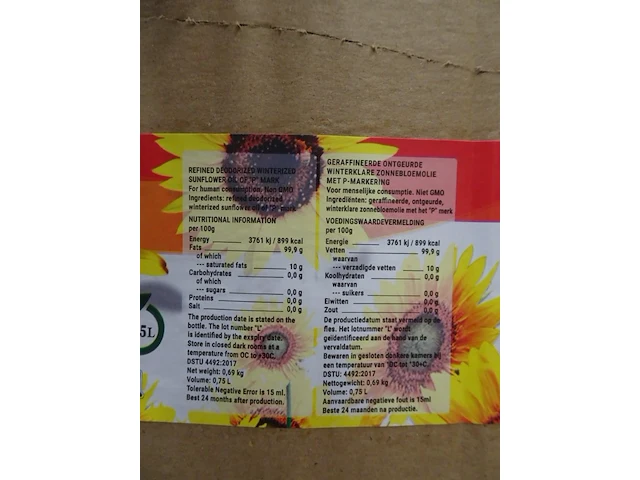 REFINED DEODORIZED WINTERIZED
SUNFLOWER OIL OF "P" MARK
For human consumption. Non GMO
Ingredients: refined deodorized
winterized sunflower oil of "P" mark
NUTRITIONAL INFORMATION
per 100g
Energy 3761 kj / 899 kcal
Fats 99,9 g
of which
--- saturated fats 10 g
Carbohydrates 0,0 g
of which
--- sugars 0,0 g
Proteins 0,0 g
Salt 0,0 g
The production date is stated on the
bottle. The lot number "L"
is identified by the expiry date.
Store in closed dark rooms at a
temperature from OC to +30C.
DSTU 4492:2017
Net weight: 0,69 kg
Volume: 0,75 L
Tolerable Negative Error is 15 ml.
Beste 24 months after production.
GERAFFINEERDE ONTGEURDE
WINTERKLARE ZONNEBLOEMOLIE
MET P-MARKERING
Voor menselijke consumptie. Niet GMO
Ingrediënten: geraffineerde, ontgeurde,
winterklare zonnebloemolie met het "P" merk
VOEDINGSWAARDEVERMELDING
per 100g
Energie 3761 kj / 899 kcal
Vetten 99,9 g
waarvan
--- verzadigde vetten 10 g
Koolhydraten 0,0 g
waarvan
--- suikers 0,0 g
Eiwitten 0,0 g
Zout 0,0 g
De productiedatum staat vermeld op de
fles. Het lotnummer "L" wordt
geïdentificeerd aan de hand van de
vervaldatum.
Bewaren in gesloten donkere kamers bij
een temperatuur van °OC tot °30+C.
DSTU: 4492:2017
Nettogewicht: 0,69 kg
Volume: 0,75 L
Aanvaardbare negatieve fout is 15ml
Beste 24 maanden na productie.
5L